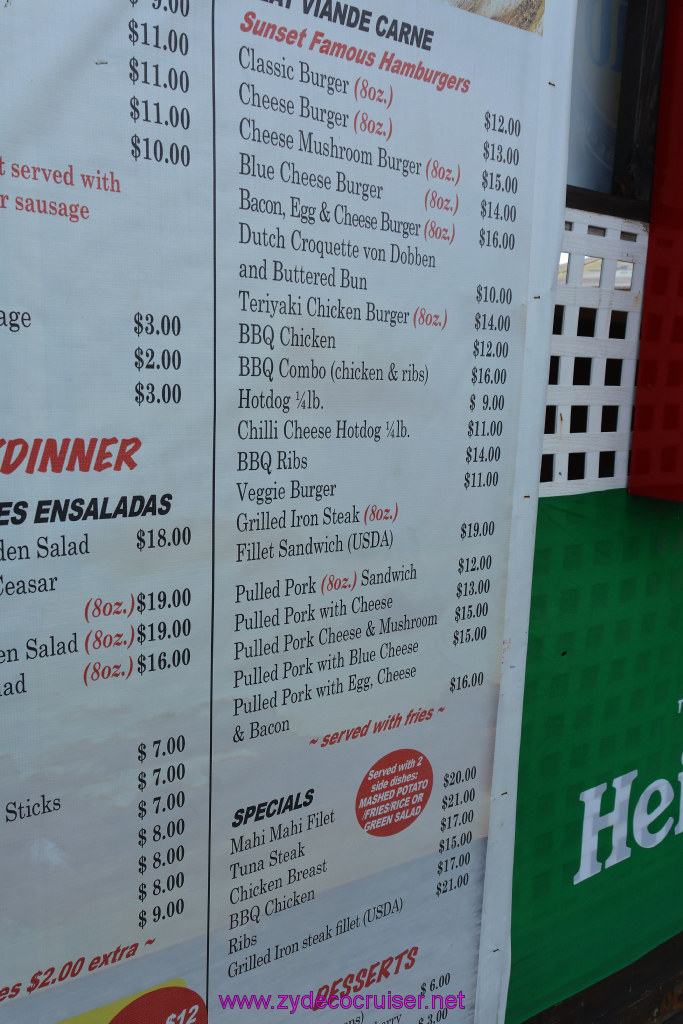 9.00
$11.00
$11.00
$11.00
$10.00
served with
sausage
$3.00
$2.00
$3.00
DINNER
ENSALADAS
Salad $18.00
(8oz.) $19.00
Salad (8oz.) $19.00
(8oz.) $16.00
$ 7.00
$ 7.00
Sticks $ 7.00
$ 8.00
$ 8.00
$ 8.00
$ 9.00
$2.00 extra ~
$12
VIANDE CARNE
Sunset Famous Hamburgers
Classic Burger (8oz.) $12.00
Cheese Burger (8oz.) $13.00
Cheese Mushroom Burger (8oz.) $15.00
Blue Cheese Burger (8oz.) $14.00
Bacon, Egg & Cheese Burger (8oz.) $16.00
Dutch Croquette von Dobben
and Buttered Bun $10.00
Teriyaki Chicken Burger (8oz.) $14.00
BBQ Chicken $12.00
BBQ Combo (chicken & ribs) $16.00
Hotdog ¼lb. $ 9.00
Chilli Cheese Hotdog ¼lb. $11.00
BBQ Ribs $14.00
Veggie Burger $11.00
Grilled Iron Steak (8oz.)
Fillet Sandwich (USDA) $19.00
Pulled Pork (8oz.) Sandwich $12.00
Pulled Pork with Cheese $13.00
Pulled Pork Cheese & Mushroom $15.00
Pulled Pork with Blue Cheese $15.00
Pulled Pork with Egg, Cheese
& Bacon $16.00
~ served with fries ~
Served with 2
side dishes:
MASHED POTATO
/FRIES/RICE OR
GREEN SALAD
SPECIALS
Mahi Mahi Filet $20.00
Tuna Steak $21.00
Chicken Breast $17.00
BBQ Chicken $15.00
Ribs $17.00
Grilled Iron steak fillet (USDA) $21.00
DESSERTS
$ 6.00
$ 3.00
Hei
www.zydecocruiser.net